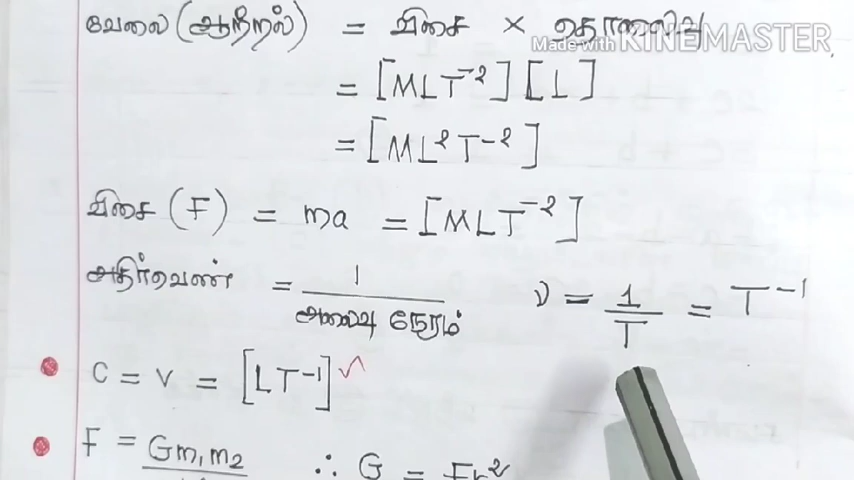 வேலை (ஆற்றல்) = விசை × தொலைவு
Made with KINEMASTER
= [MLT⁻²] [L]
= [ML²T⁻²]
விசை (F) = ma = [MLT⁻²]
அதிர்வெண் = 1 / அலைவு நேரம் ν = 1 / T = T⁻¹
C = V = [LT⁻¹] ✓
F = Gm₁m₂ ∴ G = Fr²